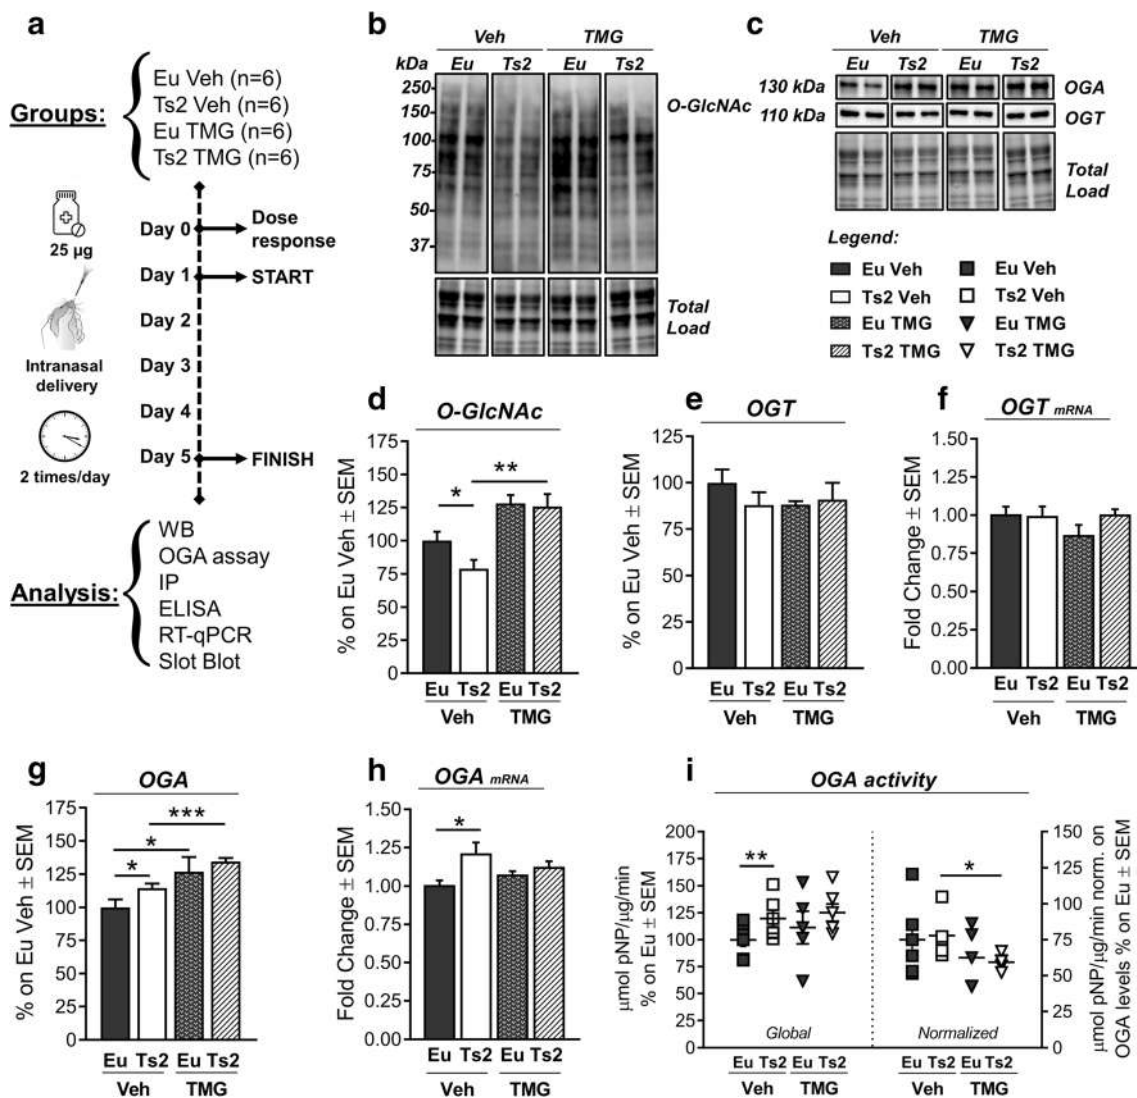 a
Groups:
Eu Veh (n=6)
Ts2 Veh (n=6)
Eu TMG (n=6)
Ts2 TMG (n=6)
25 µg
Intranasal
delivery
2 times/day
Day 0
Dose
response
Day 1
START
Day 2
Day 3
Day 4
Day 5
FINISH
Analysis:
WB
OGA assay
IP
ELISA
RT-qPCR
Slot Blot
b
Veh TMG
kDa Eu Ts2 Eu Ts2
250
150
100
75
50
37
O-GlcNAc
Total
Load
c
Veh TMG
Eu Ts2 Eu Ts2
130 kDa OGA
110 kDa OGT
Total
Load
Legend:
Eu Veh Eu Veh
Ts2 Veh Ts2 Veh
Eu TMG Eu TMG
Ts2 TMG Ts2 TMG
d
O-GlcNAc
% on Eu Veh ± SEM
175
150
125
100
75
50
25
0
* **
Eu Ts2 Eu Ts2
Veh TMG
e
OGT
% on Eu Veh ± SEM
125
100
75
50
25
0
Eu Ts2 Eu Ts2
Veh TMG
f
OGT mRNA
Fold Change ± SEM
1.50
1.25
1.00
0.75
0.50
0.25
0.00
Eu Ts2 Eu Ts2
Veh TMG
g
OGA
% on Eu Veh ± SEM
175
150
125
100
75
50
25
0
***
*
*
Eu Ts2 Eu Ts2
Veh TMG
h
OGA mRNA
Fold Change ± SEM
1.50
1.25
1.00
0.75
0.50
0.25
0.00
*
Eu Ts2 Eu Ts2
Veh TMG
i
OGA activity
µmol pNP/µg/min
% on Eu ± SEM
200
175
150
125
100
75
50
25
0
** *
Global Normalized
150
125
100
75
50
25
0
µmol pNP/µg/min norm. on
OGA levels % on Eu ± SEM
Eu Ts2 Eu Ts2 Eu Ts2 Eu Ts2
Veh TMG Veh TMG